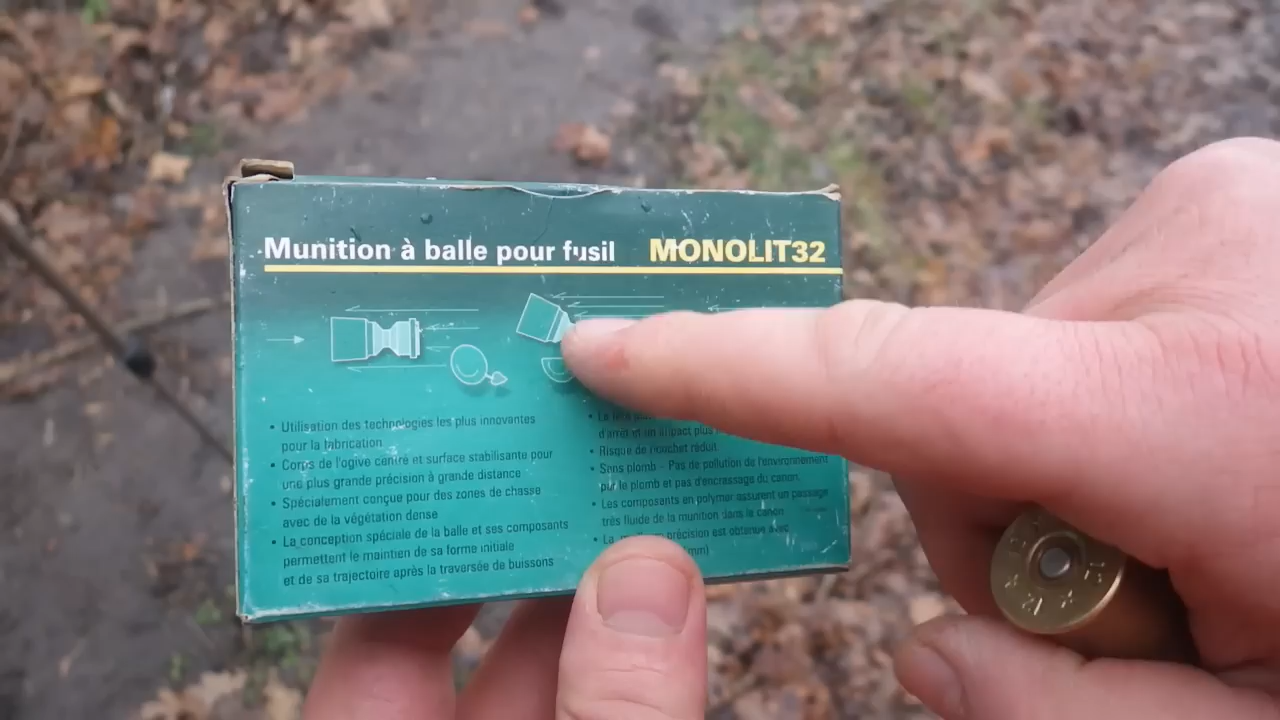 Munition à balle pour fusil MONOLIT32
• Utilisation des technologies les plus innovantes
pour la fabrication
• Corps de l'ogive centré et surface stabilisante pour
une plus grande précision à grande distance
• Spécialement conçue pour des zones de chasse
avec de la végétation dense
• La conception spéciale de la balle et ses composants
permettent le maintien de sa forme initiale
et de sa trajectoire après la traversée de buissons
• La
d'arrêt et un impact plus
• Risque de ricochet réduit.
• Sans plomb – Pas de pollution de l'environnement
par le plomb et pas d'encrassage du canon.
• Les composants en polymer assurent un passage
très fluide de la munition dans le canon
• La précision est obtenue avec
mm)
12 12